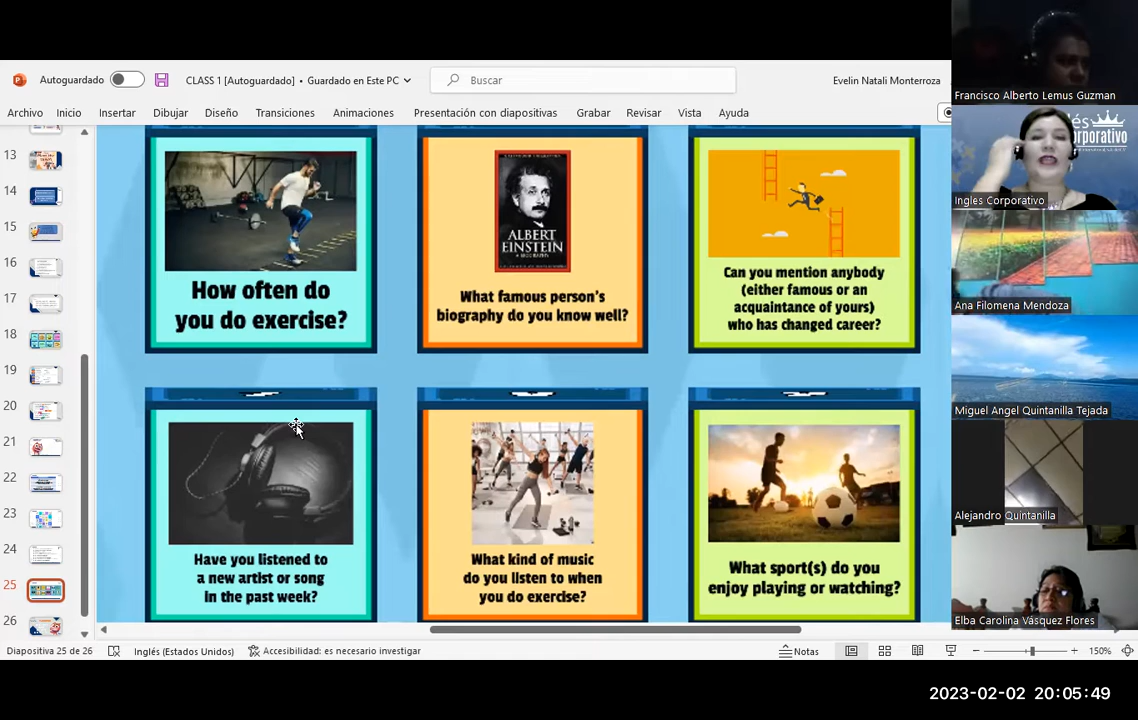 Autoguardado
CLASS 1 [Autoguardado] • Guardado en Este PC
Buscar
Evelin Natali Monterroza
Archivo Inicio Insertar Dibujar Diseño Transiciones Animaciones Presentación con diapositivas Grabar Revisar Vista Ayuda
13
14
15
16
17
18
19
20
21
22
23
24
25
26
How often do
you do exercise?
ALBERT
EINSTEIN
What famous person's
biography do you know well?
Can you mention anybody
(either famous or an
acquaintance of yours)
who has changed career?
Have you listened to
a new artist or song
in the past week?
What kind of music
do you listen to when
you do exercise?
What sport(s) do you
enjoy playing or watching?
Francisco Alberto Lemus Guzman
Ingles Corporativo
Ana Filomena Mendoza
Miguel Angel Quintanilla Tejada
Alejandro Quintanilla
Elba Carolina Vásquez Flores
Diapositiva 25 de 26
Inglés (Estados Unidos)
Accesibilidad: es necesario investigar
Notas
150%
2023-02-02 20:05:49